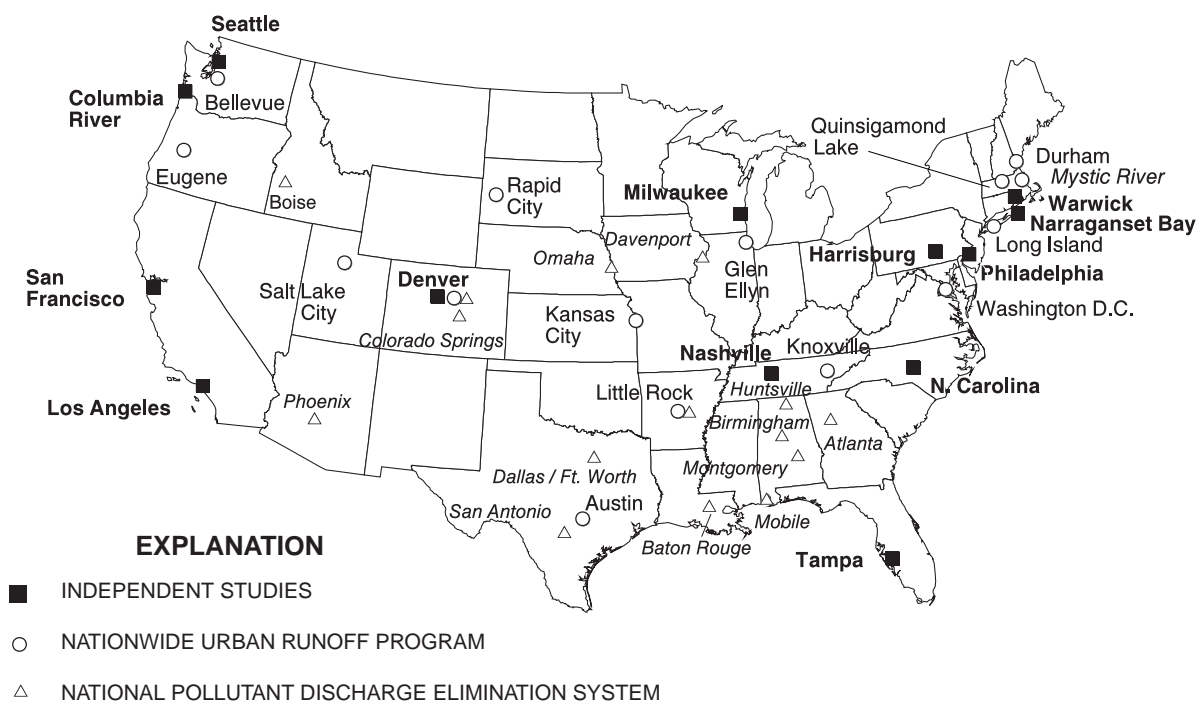 Seattle
Columbia
River
Bellevue
Eugene
Boise
Rapid
City
Milwaukee
Quinsigamond
Lake
Durham
Mystic River
Warwick
Narraganset Bay
Long Island
Harrisburg
Philadelphia
Washington D.C.
Omaha
Davenport
Glen
Ellyn
San
Francisco
Salt Lake
City
Denver
Colorado Springs
Kansas
City
Nashville
Knoxville
N. Carolina
Los Angeles
Phoenix
Little Rock
Huntsville
Birmingham
Atlanta
Montgomery
Dallas / Ft. Worth
Austin
San Antonio
Baton Rouge
Mobile
Tampa
EXPLANATION
INDEPENDENT STUDIES
NATIONWIDE URBAN RUNOFF PROGRAM
NATIONAL POLLUTANT DISCHARGE ELIMINATION SYSTEM